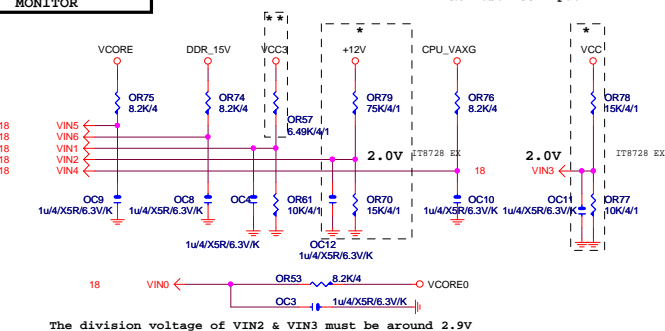 MONITOR
** *
*
VCORE DDR_15V VCC3 +12V CPU_VAXG VCC
OR75
8.2K/4
OR74
8.2K/4
OR57
6.49K/4/1
OR79
75K/4/1
OR76
8.2K/4
OR78
15K/4/1
18 VIN5
18 VIN6
18 VIN1
18 VIN2
18 VIN4
2.0V IT8728 EX
18
2.0V IT8728 EX
VIN3
OC9
1u/4/X5R/6.3V/K
OC8
1u/4/X5R/6.3V/K
OC4
1u/4/X5R/6.3V/K
OR61
10K/4/1
OC12
1u/4/X5R/6.3V/K
OR70
15K/4/1
OC10
1u/4/X5R/6.3V/K
OC11
1u/4/X5R/6.3V/K
OR77
10K/4/1
18 VIN0
OR53 8.2K/4 VCORE0
OC3 1u/4/X5R/6.3V/K
The division voltage of VIN2 & VIN3 must be around 2.9V